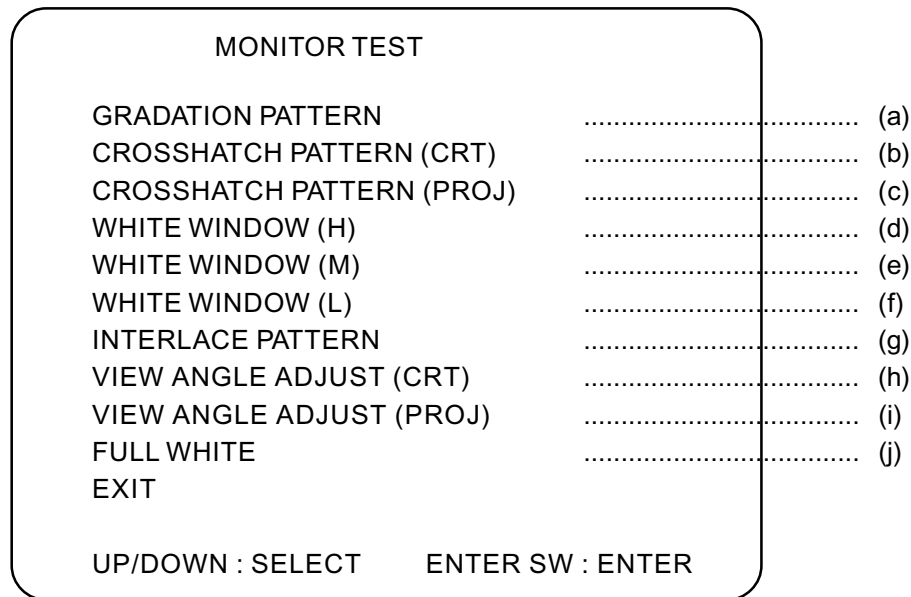 MONITOR TEST
GRADATION PATTERN ..................................... (a)
CROSSHATCH PATTERN (CRT) ..................................... (b)
CROSSHATCH PATTERN (PROJ) ..................................... (c)
WHITE WINDOW (H) ..................................... (d)
WHITE WINDOW (M) ..................................... (e)
WHITE WINDOW (L) ..................................... (f)
INTERLACE PATTERN ..................................... (g)
VIEW ANGLE ADJUST (CRT) ..................................... (h)
VIEW ANGLE ADJUST (PROJ) ..................................... (i)
FULL WHITE ..................................... (j)
EXIT
UP/DOWN : SELECT ENTER SW : ENTER